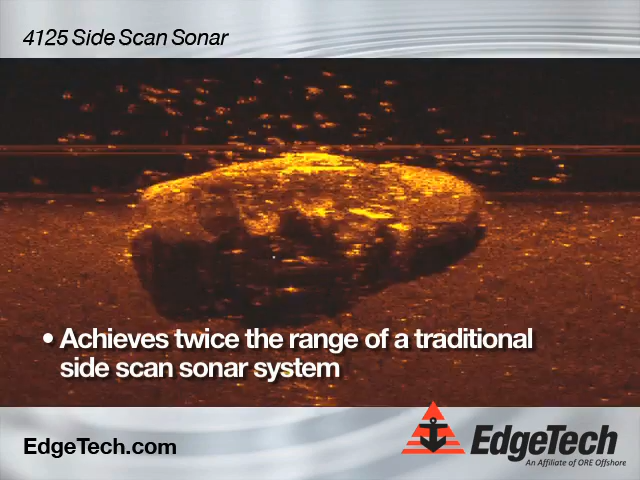 4125 Side Scan Sonar
• Achieves twice the range of a traditional
side scan sonar system
EdgeTech.com
EdgeTech
An Affiliate of ORE Offshore